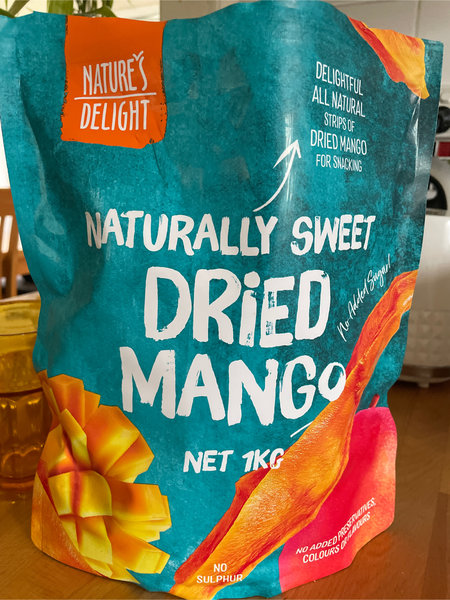 NATURE'S
DELIGHT
DELIGHTFUL
ALL NATURAL
STRIPS OF
DRIED MANGO
FOR SNACKING
NATURALLY SWEET
DRiED
MANGO
No Added Sugar!
NET 1KG
NO ADDED PRESERVATIVES,
COLOURS OR FLAVOURS
NO
SULPHUR